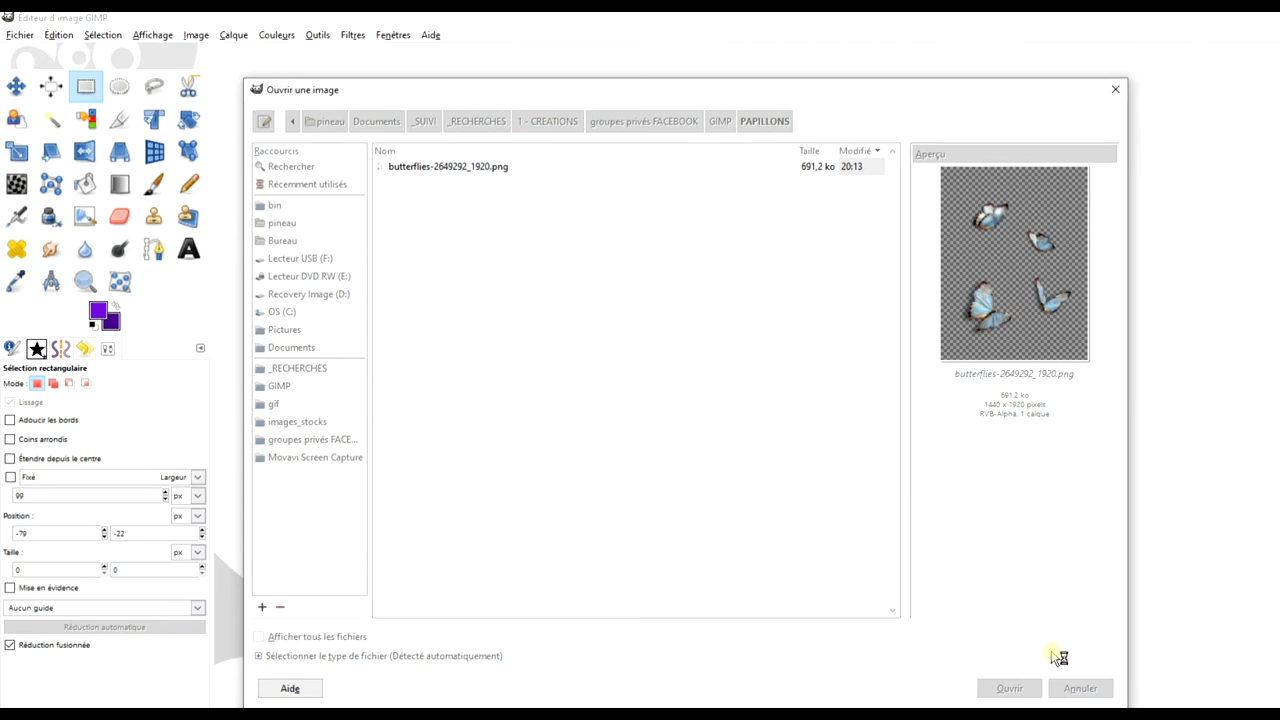 Éditeur d'image GIMP
Fichier Édition Sélection Affichage Image Calque Couleurs Outils Filtres Fenêtres Aide
Ouvrir une image
pineau Documents _SUIVI _RECHERCHES 1 - CREATIONS groupes privés FACEBOOK GIMP PAPILLONS
Raccourcis
Rechercher
Récemment utilisés
bin
pineau
Bureau
Lecteur USB (F:)
Lecteur DVD RW (E:)
Recovery Image (D:)
OS (C:)
Pictures
Documents
_RECHERCHES
GIMP
gif
images_stocks
groupes privés FACE...
Movavi Screen Capture
Nom Taille Modifié
butterflies-2649292_1920.png 691,2 ko 20:13
Aperçu
butterflies-2649292_1920.png
691,2 ko
1440 x 1920 pixels
RVB-Alpha, 1 calque
Sélection rectangulaire
Mode :
Lissage
Adoucir les bords
Coins arrondis
Étendre depuis le centre
Fixé Largeur
99 px
Position : px
-79 -22
Taille : px
0 0
Mise en évidence
Aucun guide
Réduction automatique
Réduction fusionnée
Afficher tous les fichiers
Sélectionner le type de fichier (Détecté automatiquement)
Aide Ouvrir Annuler